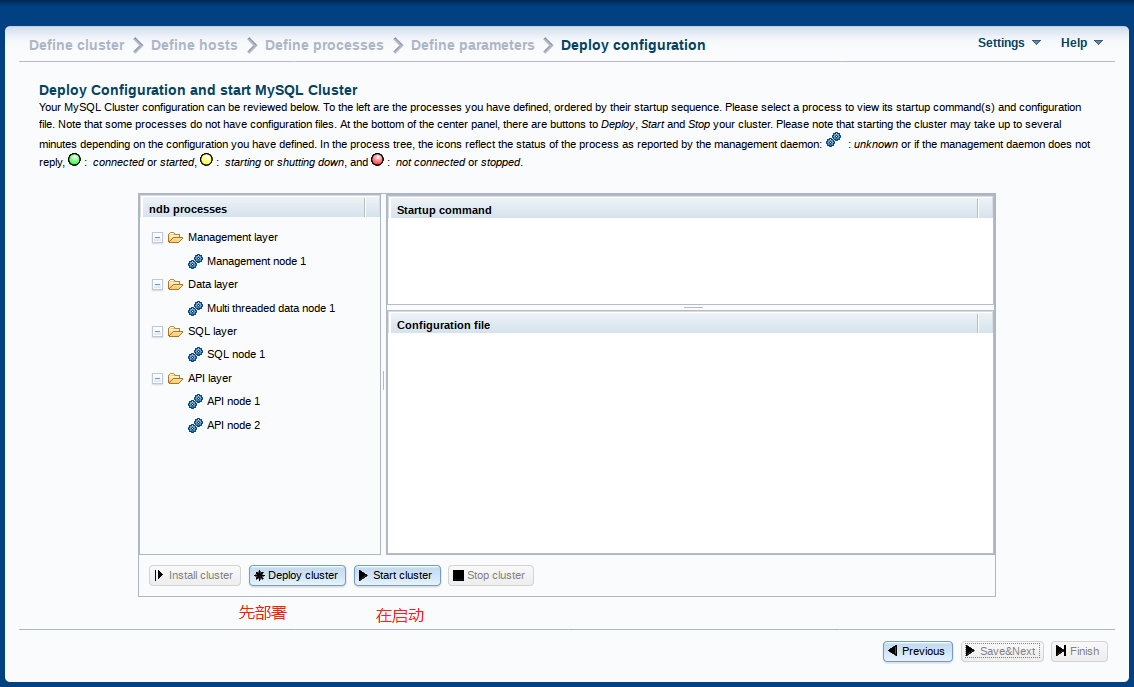 Define cluster Define hosts Define processes Define parameters Deploy configuration Settings Help
Deploy Configuration and start MySQL Cluster
Your MySQL Cluster configuration can be reviewed below. To the left are the processes you have defined, ordered by their startup sequence. Please select a process to view its startup command(s) and configuration
file. Note that some processes do not have configuration files. At the bottom of the center panel, there are buttons to Deploy, Start and Stop your cluster. Please note that starting the cluster may take up to several
minutes depending on the configuration you have defined. In the process tree, the icons reflect the status of the process as reported by the management daemon: : unknown or if the management daemon does not
reply, : connected or started, : starting or shutting down, and : not connected or stopped.
ndb processes
Management layer
Management node 1
Data layer
Multi threaded data node 1
SQL layer
SQL node 1
API layer
API node 1
API node 2
Startup command
Configuration file
Install cluster Deploy cluster Start cluster Stop cluster
先部署 在启动
Previous Save&Next Finish